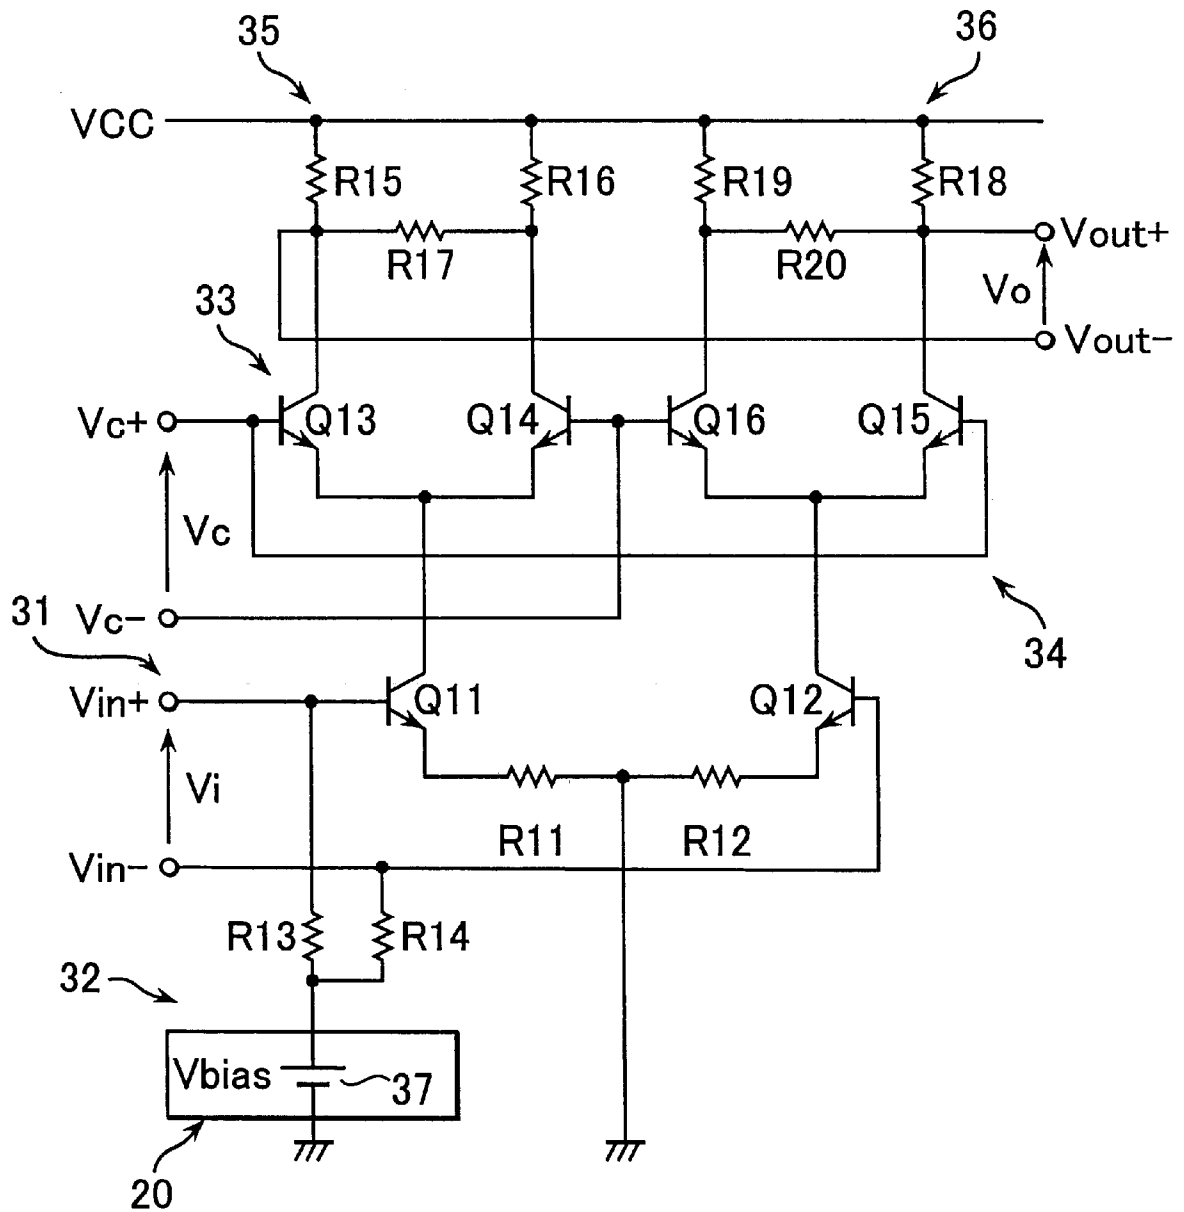 35
36
VCC
R15
R16
R19
R18
R17
R20
Vout+
Vo
Vout-
33
Vc+
Q13
Q14
Q16
Q15
Vc
Vc-
31
34
Vin+
Q11
Q12
Vi
R11
R12
Vin-
R13
R14
32
Vbias
37
20